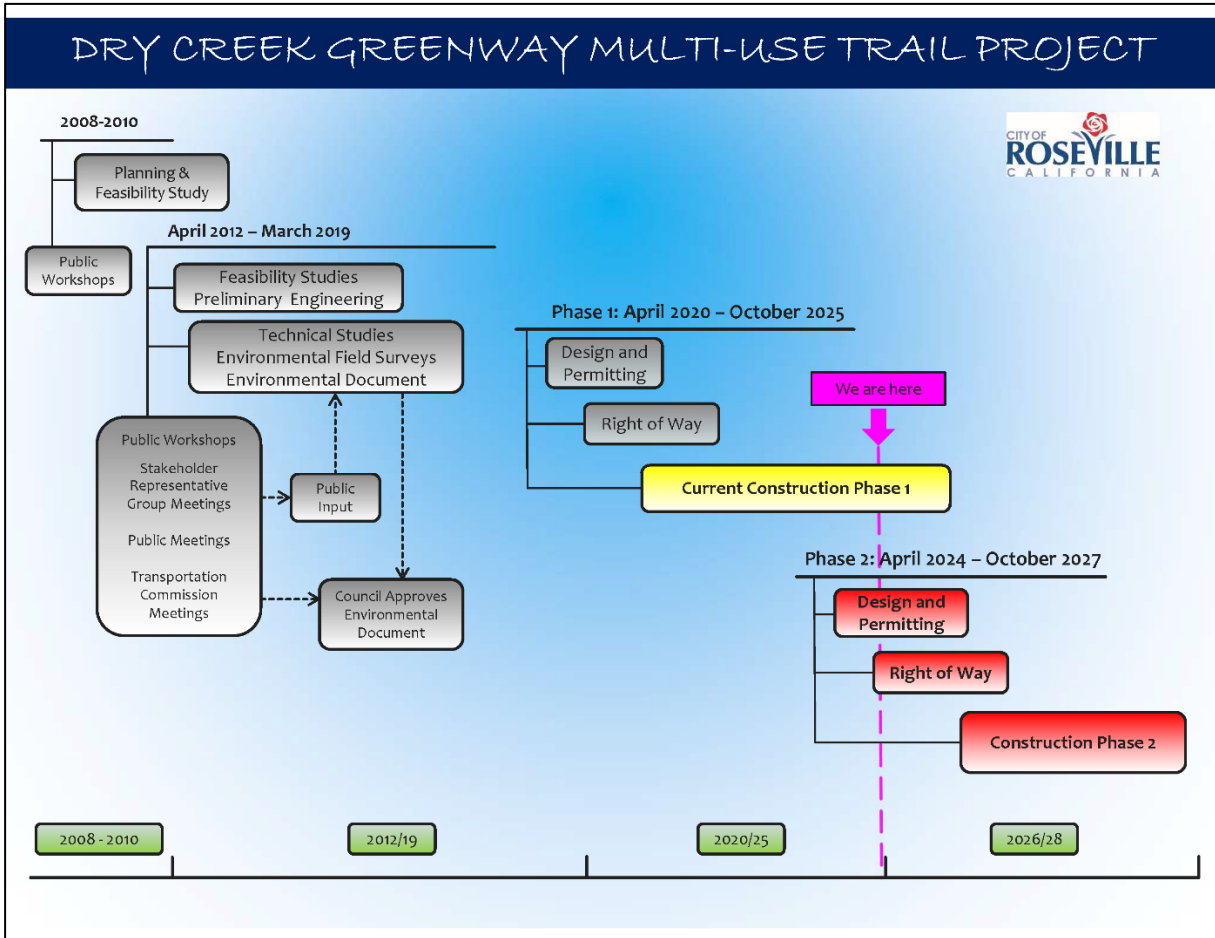 DRY CREEK GREENWAY MULTI-USE TRAIL PROJECT
CITY OF
ROSEVILLE
CALIFORNIA
2008-2010
Planning &
Feasibility Study
Public
Workshops
April 2012 – March 2019
Feasibility Studies
Preliminary Engineering
Technical Studies
Environmental Field Surveys
Environmental Document
Public Workshops
Stakeholder
Representative
Group Meetings
Public Meetings
Transportation
Commission
Meetings
Public
Input
Council Approves
Environmental
Document
Phase 1: April 2020 – October 2025
Design and
Permitting
Right of Way
Current Construction Phase 1
We are here
Phase 2: April 2024 – October 2027
Design and
Permitting
Right of Way
Construction Phase 2
2008 - 2010
2012/19
2020/25
2026/28